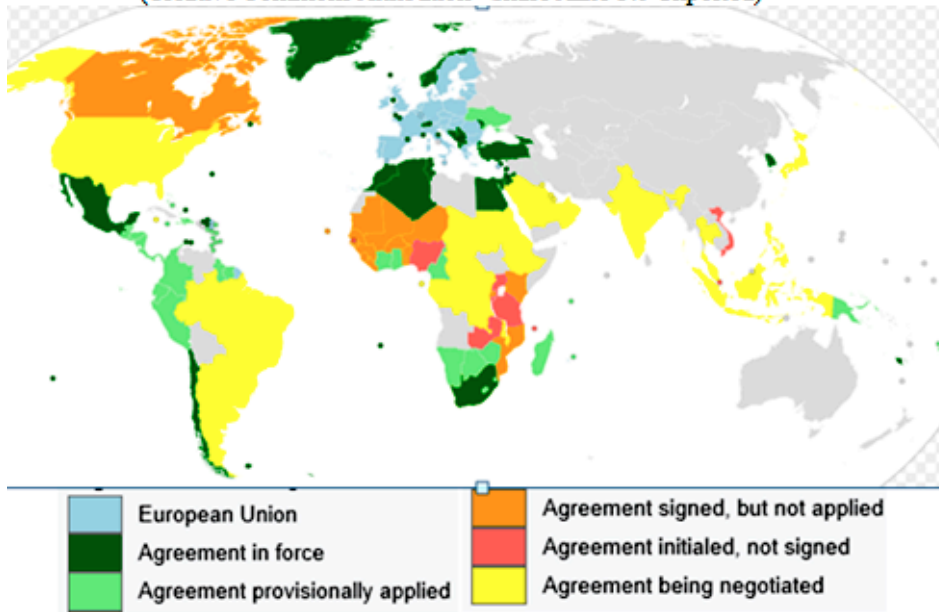 European Union
Agreement in force
Agreement provisionally applied
Agreement signed, but not applied
Agreement initialed, not signed
Agreement being negotiated